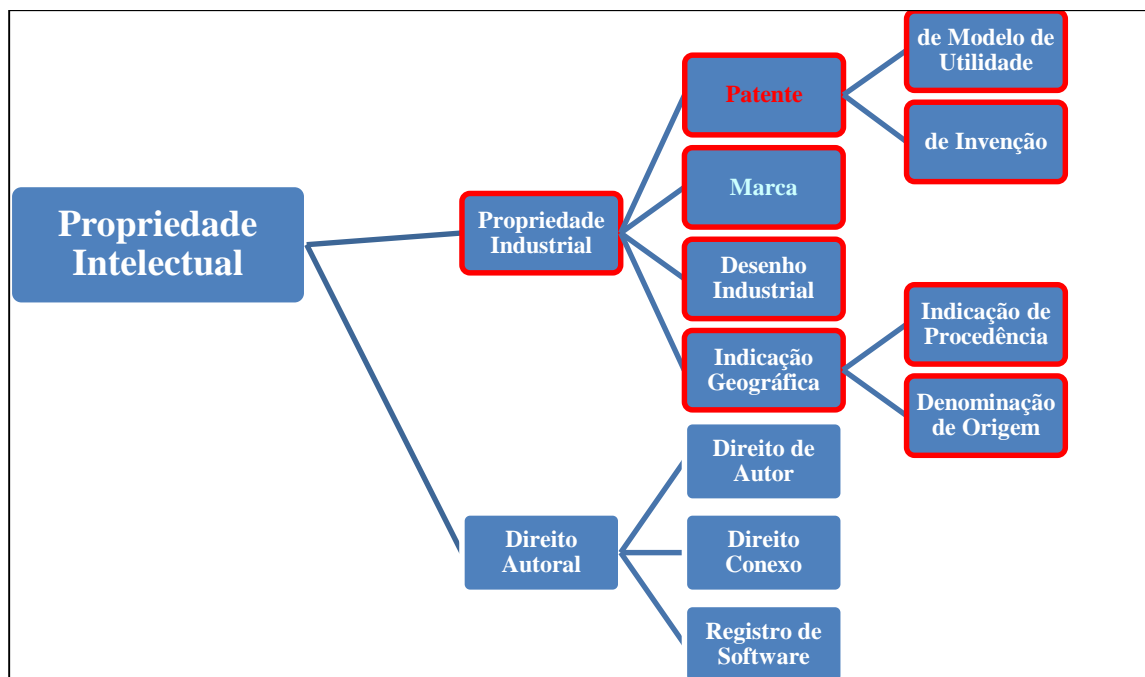 Propriedade
Intelectual
Propriedade
Industrial
Patente
de Modelo de
Utilidade
de Invenção
Marca
Desenho
Industrial
Indicação
Geográfica
Indicação de
Procedência
Denominação
de Origem
Direito
Autoral
Direito de
Autor
Direito
Conexo
Registro de
Software